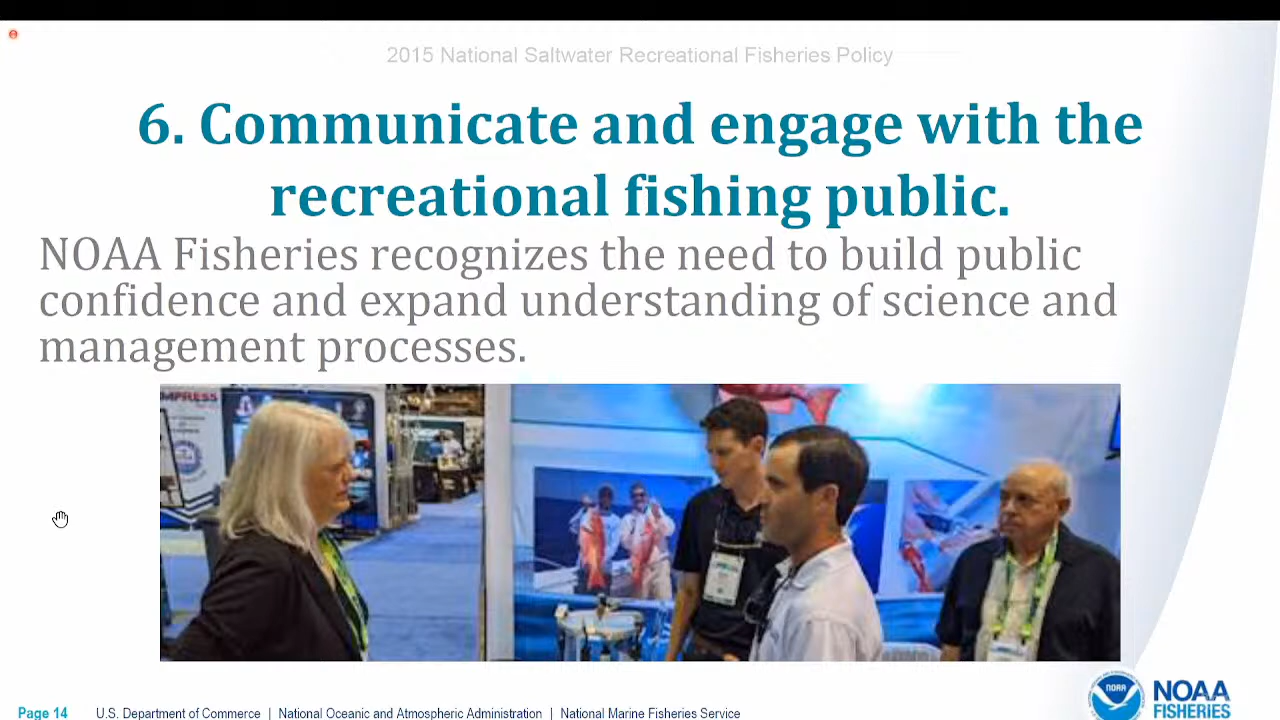 2015 National Saltwater Recreational Fisheries Policy
6. Communicate and engage with the
recreational fishing public.
NOAA Fisheries recognizes the need to build public
confidence and expand understanding of science and
management processes.
MPRESS
NOAA
NOAA
FISHERIES
Page 14 U.S. Department of Commerce | National Oceanic and Atmospheric Administration | National Marine Fisheries Service